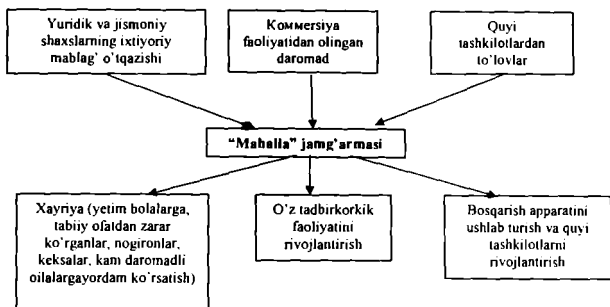 Yuridik va jismoniy
shaxslarning ixtiyoriy
mablag' o'tqazishi
Kommersiya
faoliyatidan olingan
daromad
Quyi
tashkilotlardan
to'lovlar
"Mahalla" jamg'armasi
Xayriya (yetim bolalarga,
tabiiy ofatdan zarar
ko'rganlar, nogironlar,
keksalar, kam daromadli
oilalargayordam ko'rsatish)
O'z tadbirkorkik
faoliyatini
rivojlantirish
Bosqarish apparatini
ushlab turish va quyi
tashkilotlarni
rivojlantirish